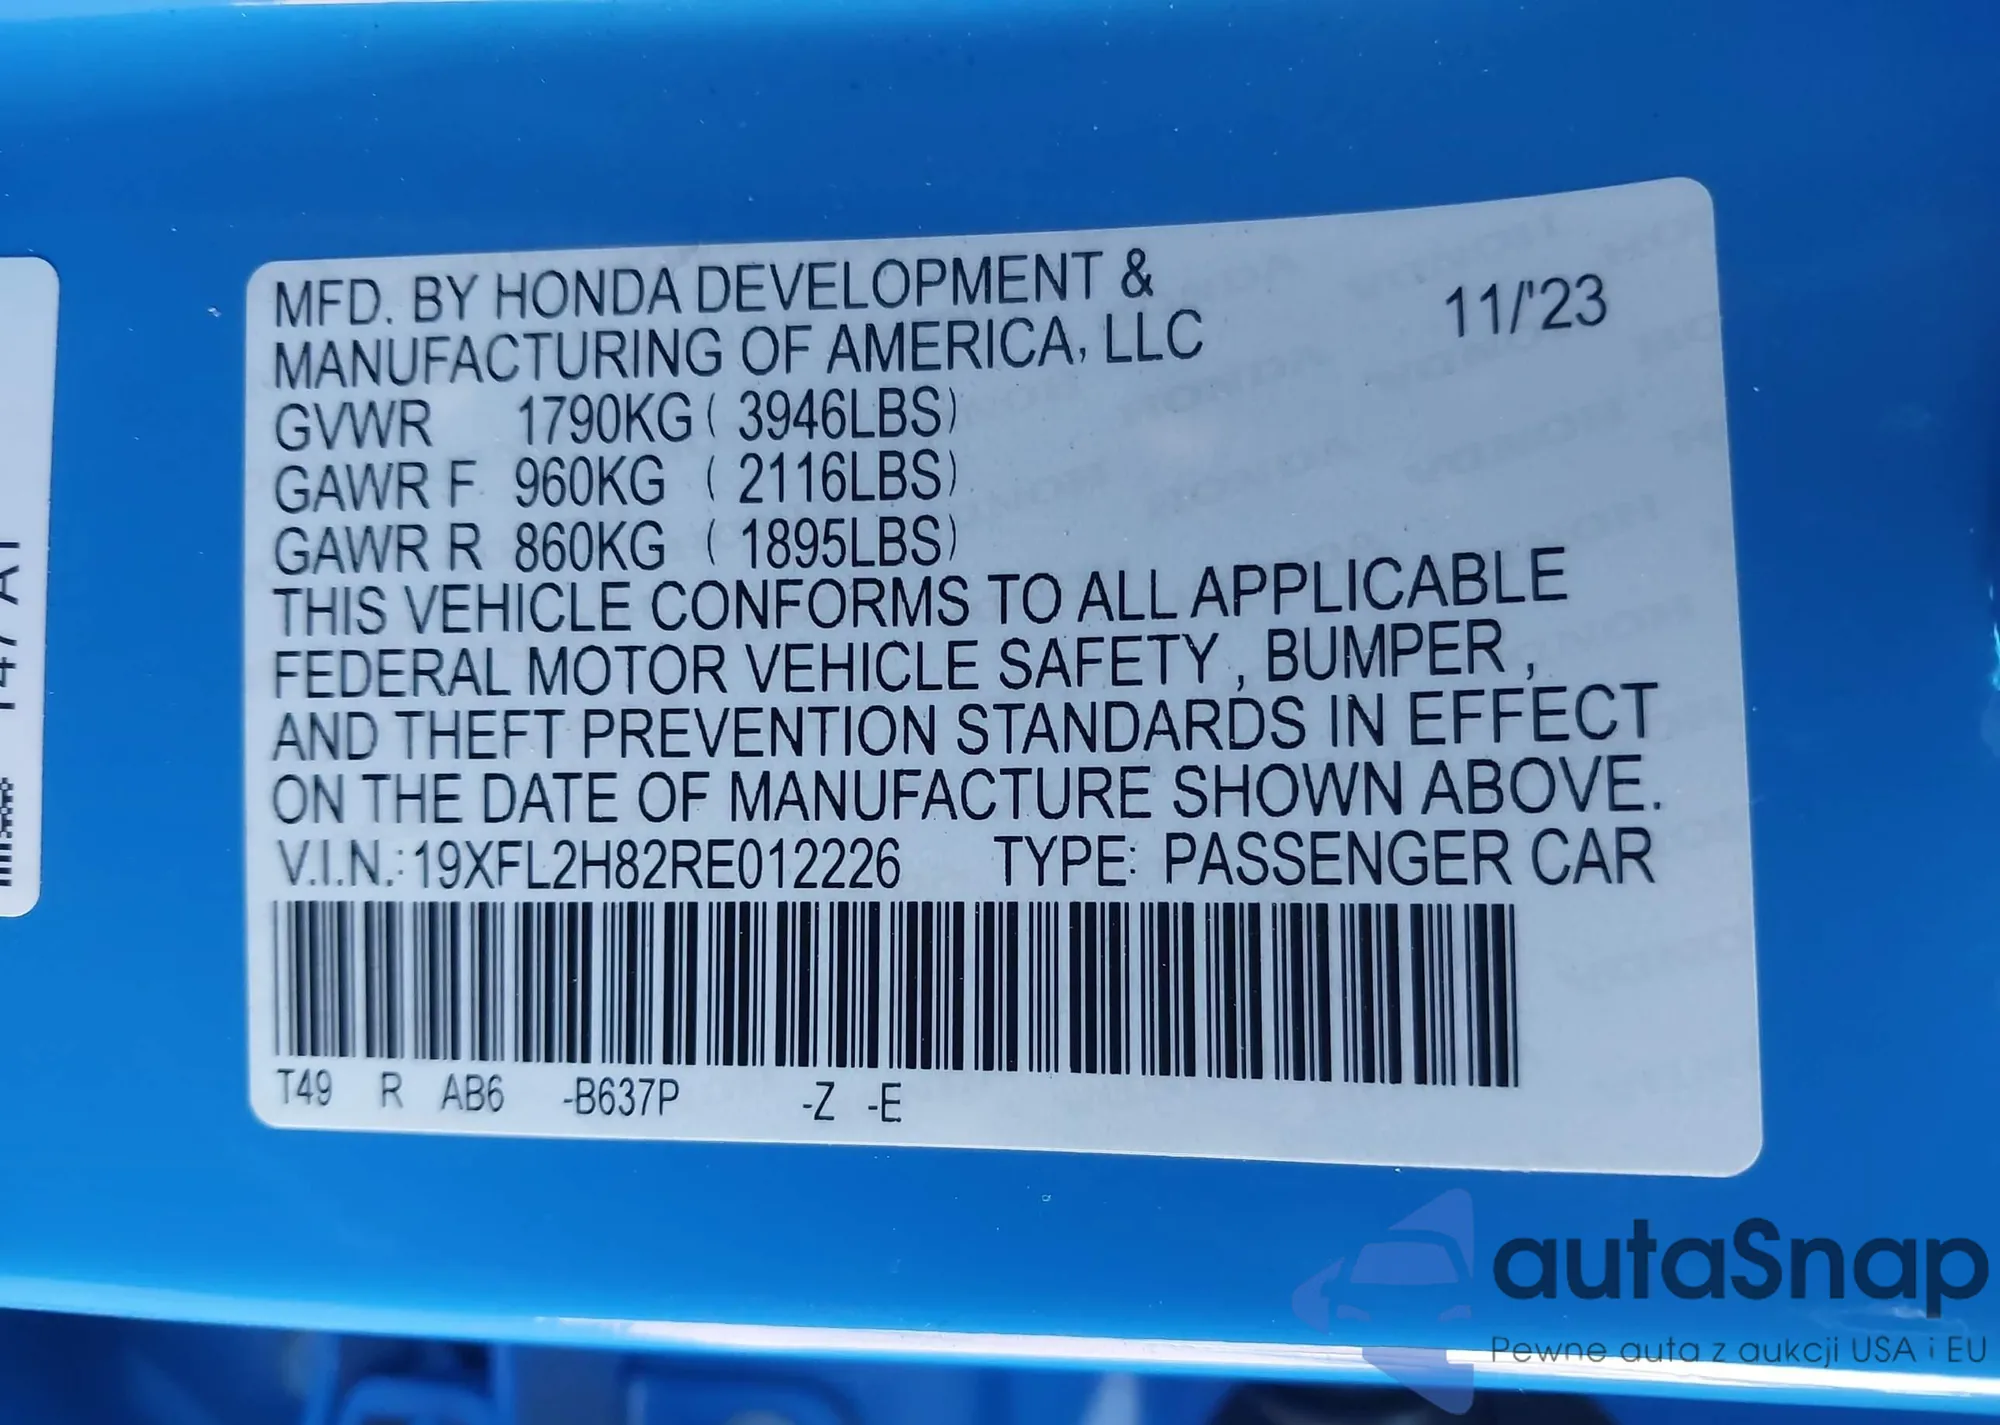 MFD. BY HONDA DEVELOPMENT &
MANUFACTURING OF AMERICA, LLC
11/'23
GVWR 1790KG ( 3946LBS)
GAWR F 960KG ( 2116LBS)
GAWR R 860KG ( 1895LBS)
THIS VEHICLE CONFORMS TO ALL APPLICABLE
FEDERAL MOTOR VEHICLE SAFETY , BUMPER ,
AND THEFT PREVENTION STANDARDS IN EFFECT
ON THE DATE OF MANUFACTURE SHOWN ABOVE.
V.I.N.: 19XFL2H82RE012226 TYPE: PASSENGER CAR
T49 R AB6 -B637P -Z -E
autaSnap
Pewne auta z aukcji USA i EU